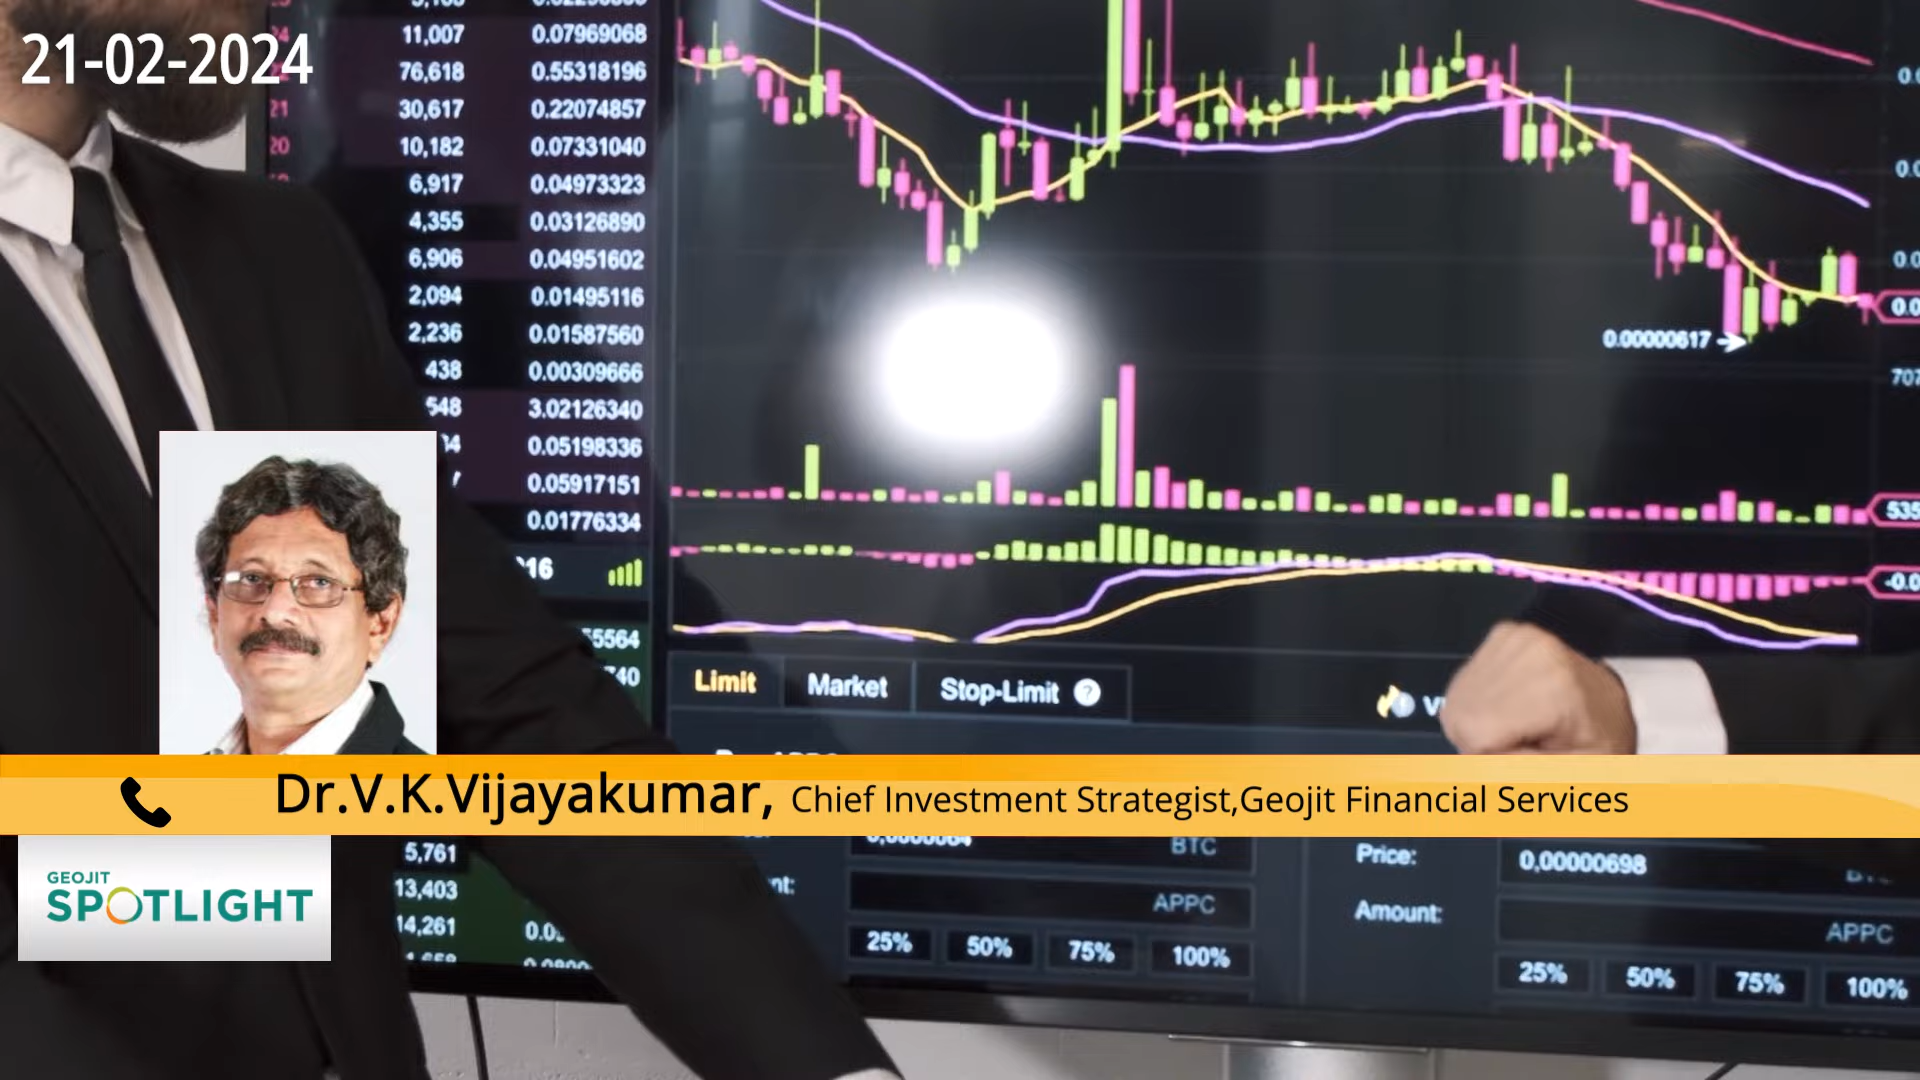 21-02-2024
11,007 0.07969068
76,618 0.55318196
30,617 0.22074857
10,182 0.07331040
6,917 0.04973323
4,355 0.03126890
6,906 0.04951602
2,094 0.01495116
2,236 0.01587560
438 0.00309666
548 3.02126340
0.05198336
0.05917151
0.01776334
0.00000617
Limit Market Stop-Limit ?
Dr.V.K.Vijayakumar, Chief Investment Strategist,Geojit Financial Services
GEOJIT
SPOTLIGHT
5,761
13,403
14,261
BTC
APPC
25% 50% 75% 100%
Price: 0,00000698
Amount:
APPC
25% 50% 75% 100%